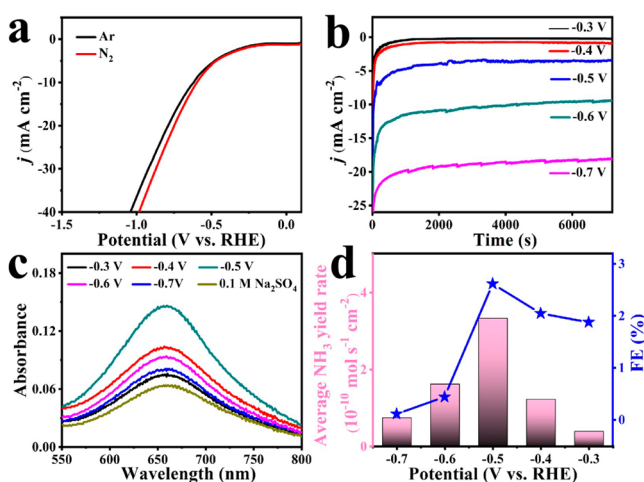 a
Ar
N2
0
-10
-20
-30
-40
j (mA cm-2)
-1.5 -1.0 -0.5 0.0
Potential (V vs. RHE)
b
-0.3 V
-0.4 V
-0.5 V
-0.6 V
-0.7 V
5
0
-5
-10
-15
-20
-25
j (mA cm-2)
0 2000 4000 6000
Time (s)
c
-0.3 V -0.4 V -0.5 V
-0.6 V -0.7V 0.1 M Na2SO4
0.18
0.12
0.06
0.00
Absorbance
550 600 650 700 750 800
Wavelength (nm)
d
Average NH3 yield rate
(10-10 mol s-1 cm-2)
4
2
0
3
2
1
0
FE (%)
-0.7 -0.6 -0.5 -0.4 -0.3
Potential (V vs. RHE)